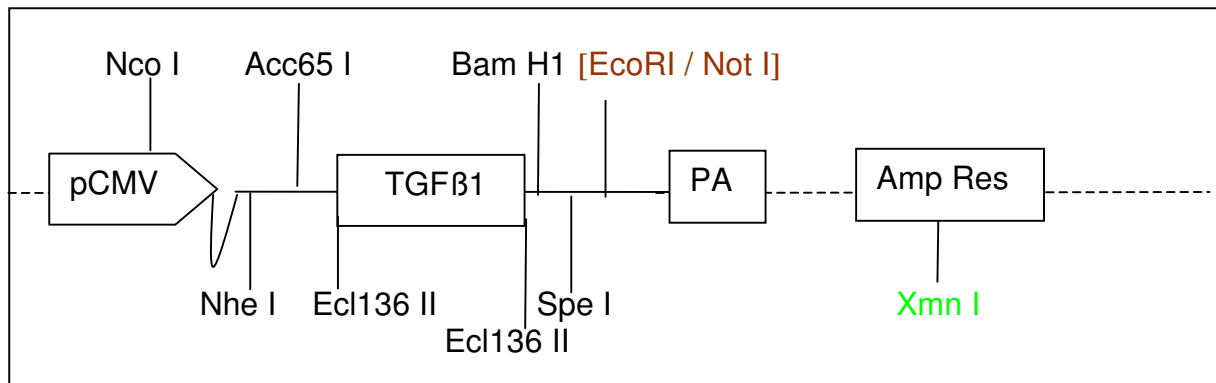 Nco I Acc65 I Bam H1 [EcoRI / Not I]
pCMV TGFß1 PA Amp Res
Nhe I Ecl136 II Spe I Xmn I
Ecl136 II